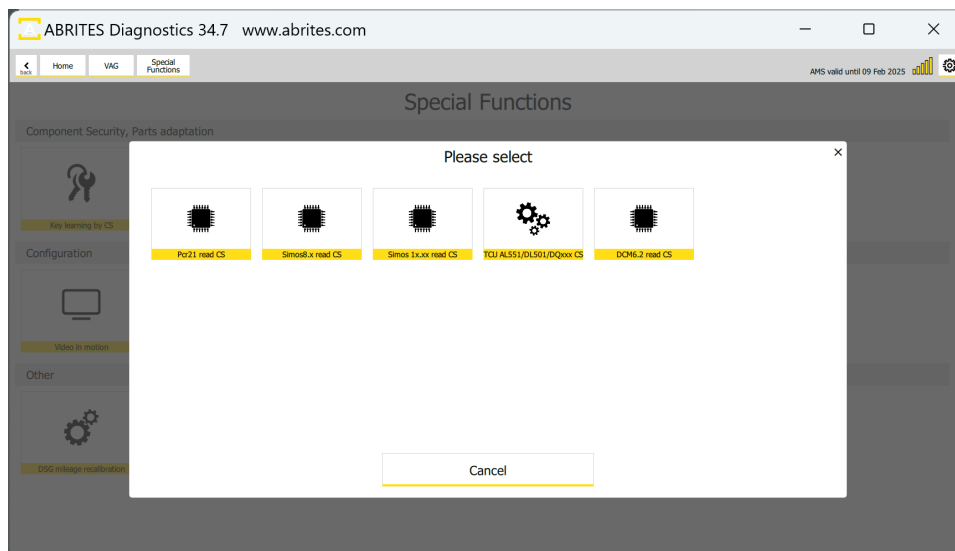 ABRITES Diagnostics 34.7 www.abrites.com
back
Home
VAG
Special
Functions
AMS valid until 09 Feb 2025
Special Functions
Component Security, Parts adaptation
Please select
Key learning by CS
Pcr21 read CS
Simos8.x read CS
Simos 1x.xx read CS
TCU AL551/DL501/DQxxx CS
DCM6.2 read CS
Configuration
Video in motion
Other
DSG mileage recalibration
Cancel